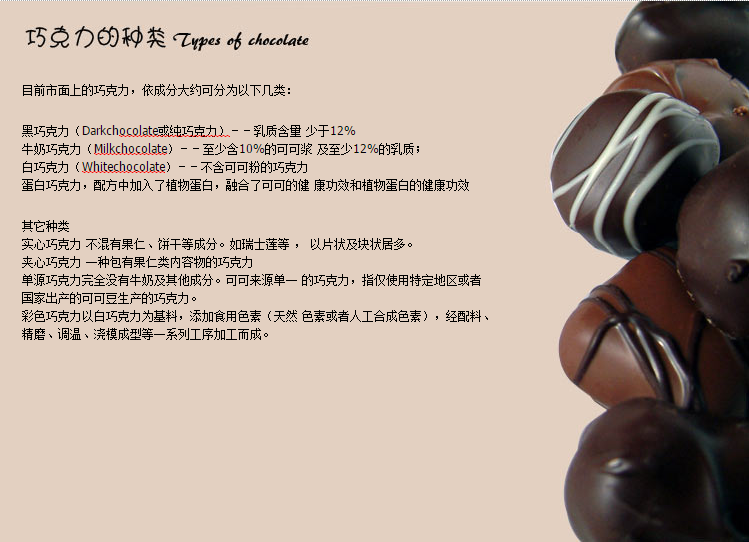 巧克力的种类 Types of chocolate
目前市面上的巧克力，依成分大约可分为以下几类：
黑巧克力（Darkchocolate或纯巧克力）－－乳质含量 少于12%
牛奶巧克力（Milkchocolate）－－至少含10%的可可浆 及至少12%的乳质；
白巧克力（Whitechocolate）－－不含可可粉的巧克力
蛋白巧克力，配方中加入了植物蛋白，融合了可可的健 康功效和植物蛋白的健康功效
其它种类
实心巧克力 不混有果仁、饼干等成分。如瑞士莲等 ， 以片状及块状居多。
夹心巧克力 一种包有果仁类内容物的巧克力
单源巧克力完全没有牛奶及其他成分。可可来源单一 的巧克力，指仅使用特定地区或者
国家出产的可可豆生产的巧克力。
彩色巧克力以白巧克力为基料，添加食用色素（天然 色素或者人工合成色素），经配料、
精磨、调温、浇模成型等一系列工序加工而成。